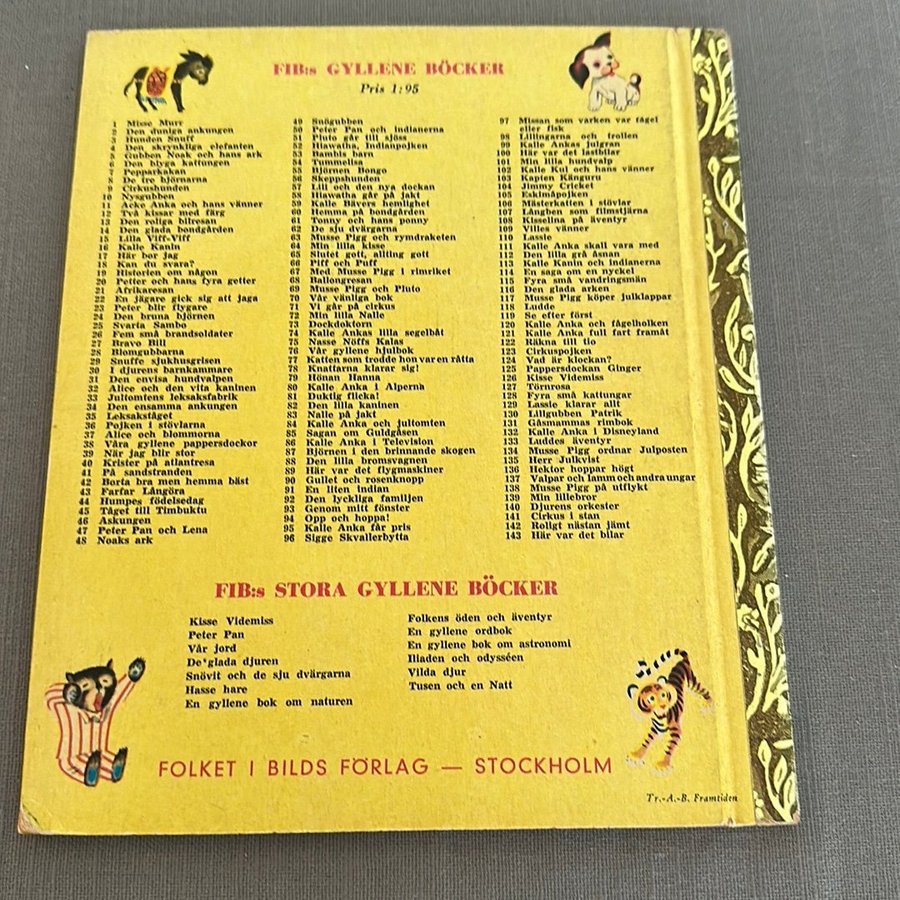 FIB:s GYLLENE BÖCKER
Pris 1:95
1 Misse Murr
2 Den duniga ankungen
3 Hunden Snuff
4 Den skrynkliga elefanten
5 Gubben Noak och hans ark
6 Den blyga kattungen
7 Pepparkakan
8 De tre björnarna
9 Cirkushunden
10 Nysgubben
11 Acke Anka och hans vänner
12 Två kissar med färg
13 Den roliga bilresan
14 Den glada bondgården
15 Lilla Viff-Viff
16 Kalle Kanin
17 Här bor jag
18 Kan du svara?
19 Historien om någon
20 Petter och hans fyra getter
21 Afrikaresan
22 En jägare gick sig att jaga
23 Peter blir flygare
24 Den bruna björnen
25 Svarta Sambo
26 Fem små brandsoldater
27 Bravo Bill
28 Blomgubbarna
29 Snuffe sjukhusgrisen
30 I djurens barnkammare
31 Den envisa hundvalpen
32 Alice och den vita kaninen
33 Jultomtens leksaksfabrik
34 Den ensamma ankungen
35 Leksakståget
36 Pojken i stövlarna
37 Alice och blommorna
38 Våra gyllene pappersdockor
39 När jag blir stor
40 Krister på atlantresa
41 På sandstranden
42 Borta bra men hemma bäst
43 Farfar Långöra
44 Humpes födelsedag
45 Tåget till Timbuktu
46 Askungen
47 Peter Pan och Lena
48 Noaks ark
49 Snögubben
50 Peter Pan och indianerna
51 Pluto går till sjöss
52 Hiawatha, Indianpojken
53 Bambis barn
54 Tummelisa
55 Björnen Bongo
56 Skeppshunden
57 Lill och den nya dockan
58 Hiawatha går på jakt
59 Kalle Bävers hemlighet
60 Hemma på bondgården
61 Tonny och hans ponny
62 De sju dvärgarna
63 Musse Pigg och rymdraketen
64 Min lilla kisse
65 Slutet gott, allting gott
66 Piff och Puff
67 Med Musse Pigg i rimriket
68 Ballongresan
69 Musse Pigg och Pluto
70 Vår vänliga bok
71 Vi går på cirkus
72 Min lilla Nalle
73 Dockdoktorn
74 Kalle Ankas lilla segelbåt
75 Nasse Nöffs Kalas
76 Vår gyllene hjulbok
77 Katten som trodde hon var en råtta
78 Knattarna klarar sig!
79 Hönan Hanna
80 Kalle Anka i Alperna
81 Duktig flicka!
82 Den lilla kaninen
83 Nalle på jakt
84 Kalle Anka och jultomten
85 Sagan om Guldgåsen
86 Kalle Anka i Television
87 Björnen i den brinnande skogen
88 Den lilla bromsvagnen
89 Här var det flygmaskiner
90 Gullet och rosenknopp
91 En liten indian
92 Den lyckliga familjen
93 Genom mitt fönster
94 Opp och hoppa!
95 Kalle Anka får pris
96 Sigge Skvallerbytta
97 Missan som varken var fågel
eller fisk
98 Lillingarna och trollen
99 Kalle Ankas julgran
100 Här var det lastbilar
101 Min lilla hundvalp
102 Kalle Kul och hans vänner
103 Kapten Känguru
104 Jimmy Cricket
105 Eskimåpojken
106 Mästerkatten i stövlar
107 Långben som filmstjärna
108 Kisselina på äventyr
109 Villes vänner
110 Lassie
111 Kalle Anka skall vara med
112 Den lilla grå åsnan
113 Kalle Kanin och indianerna
114 En saga om en nyckel
115 Fyra små vandringsmän
116 Den glada arken
117 Musse Pigg köper julklappar
118 Ludde
119 Se efter först
120 Kalle Anka och fågelholken
121 Kalle Anka full fart framåt
122 Räkna till tio
123 Cirkuspojken
124 Vad är klockan?
125 Pappersdockan Ginger
126 Kisse Videmiss
127 Törnrosa
128 Fyra små kattungar
129 Lassie klarar allt
130 Lillgubben Patrik
131 Gåsmammas rimbok
132 Kalle Anka i Disneyland
133 Luddes äventyr
134 Musse Pigg ordnar Julposten
135 Herr Julkvist
136 Hektor hoppar högt
137 Valpar och lamm och andra ungar
138 Musse Pigg på utflykt
139 Min lillebror
140 Djurens orkester
141 Cirkus i stan
142 Roligt nästan jämt
143 Här var det bilar
FIB:s STORA GYLLENE BÖCKER
Kisse Videmiss
Peter Pan
Vår jord
De glada djuren
Snövit och de sju dvärgarna
Hasse hare
En gyllene bok om naturen
Folkens öden och äventyr
En gyllene ordbok
En gyllene bok om astronomi
Iliaden och odysséen
Vilda djur
Tusen och en Natt
FOLKET I BILDS FÖRLAG — STOCKHOLM
Tr.-A.-B. Framtiden